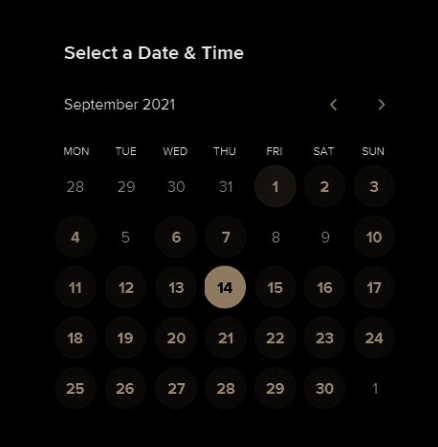 Select a Date & Time
September 2021
MON TUE WED THU FRI SAT SUN
28 29 30 31 1 2 3
4 5 6 7 8 9 10
11 12 13 14 15 16 17
18 19 20 21 22 23 24
25 26 27 28 29 30 1